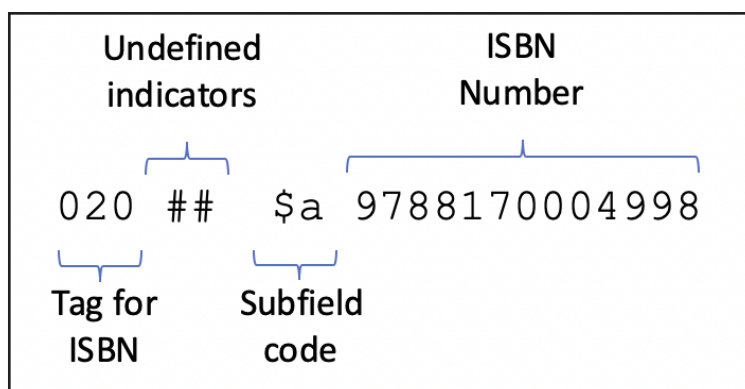 Undefined
indicators
ISBN
Number
020 ## $a 9788170004998
Tag for
ISBN
Subfield
code